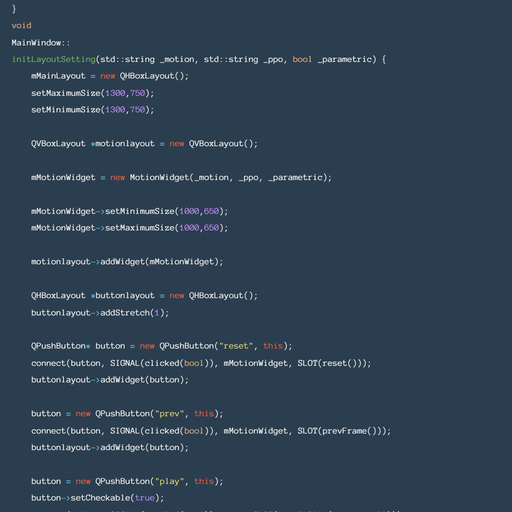 }
void
MainWindow::
initLayoutSetting(std::string _motion, std::string _ppo, bool _parametric) {
mMainLayout = new QHBoxLayout();
setMaximumSize(1300,750);
setMinimumSize(1300,750);
QVBoxLayout *motionlayout = new QVBoxLayout();
mMotionWidget = new MotionWidget(_motion, _ppo, _parametric);
mMotionWidget->setMinimumSize(1000,650);
mMotionWidget->setMaximumSize(1000,650);
motionlayout->addWidget(mMotionWidget);
QHBoxLayout *buttonlayout = new QHBoxLayout();
buttonlayout->addStretch(1);
QPushButton* button = new QPushButton("reset", this);
connect(button, SIGNAL(clicked(bool)), mMotionWidget, SLOT(reset()));
buttonlayout->addWidget(button);
button = new QPushButton("prev", this);
connect(button, SIGNAL(clicked(bool)), mMotionWidget, SLOT(prevFrame()));
buttonlayout->addWidget(button);
button = new QPushButton("play", this);
button->setCheckable(true);